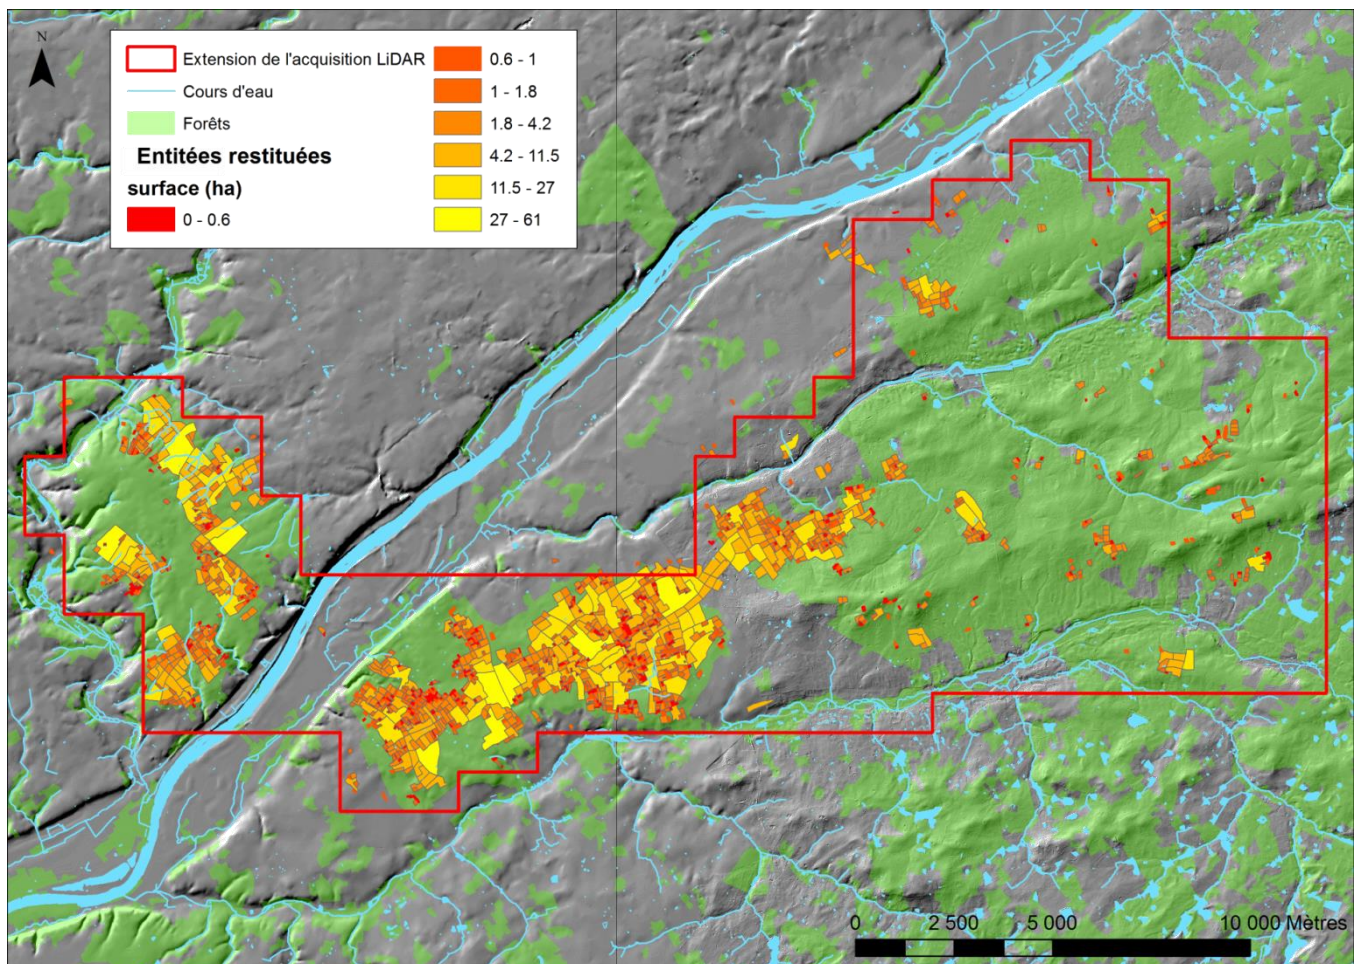 N
Extension de l'acquisition LiDAR
Cours d'eau
Forêts
Entitées restituées
surface (ha)
0 - 0.6
0.6 - 1
1 - 1.8
1.8 - 4.2
4.2 - 11.5
11.5 - 27
27 - 61
0 2 500 5 000 10 000 Mètres